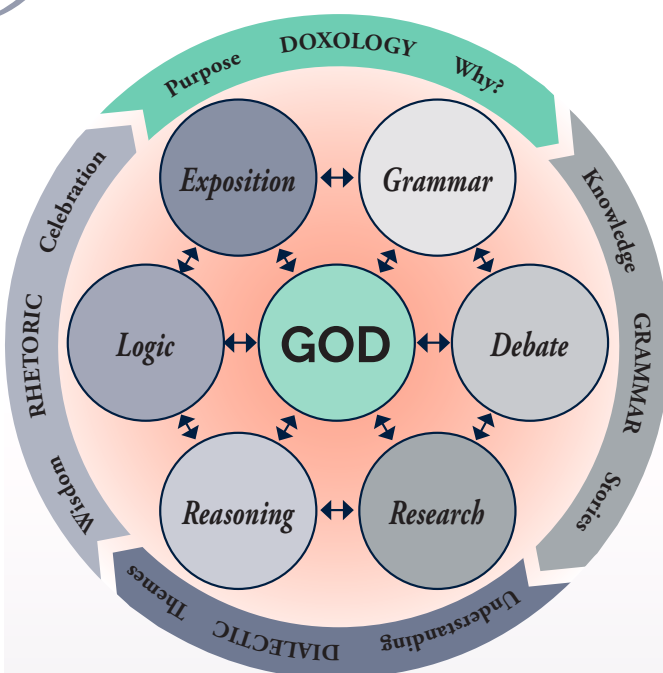 Purpose DOXOLOGY Why?
Knowledge GRAMMAR Stories
Understanding DIALECTIC Themes
Wisdom RHETORIC Celebration
Exposition
Grammar
Logic
GOD
Debate
Reasoning
Research